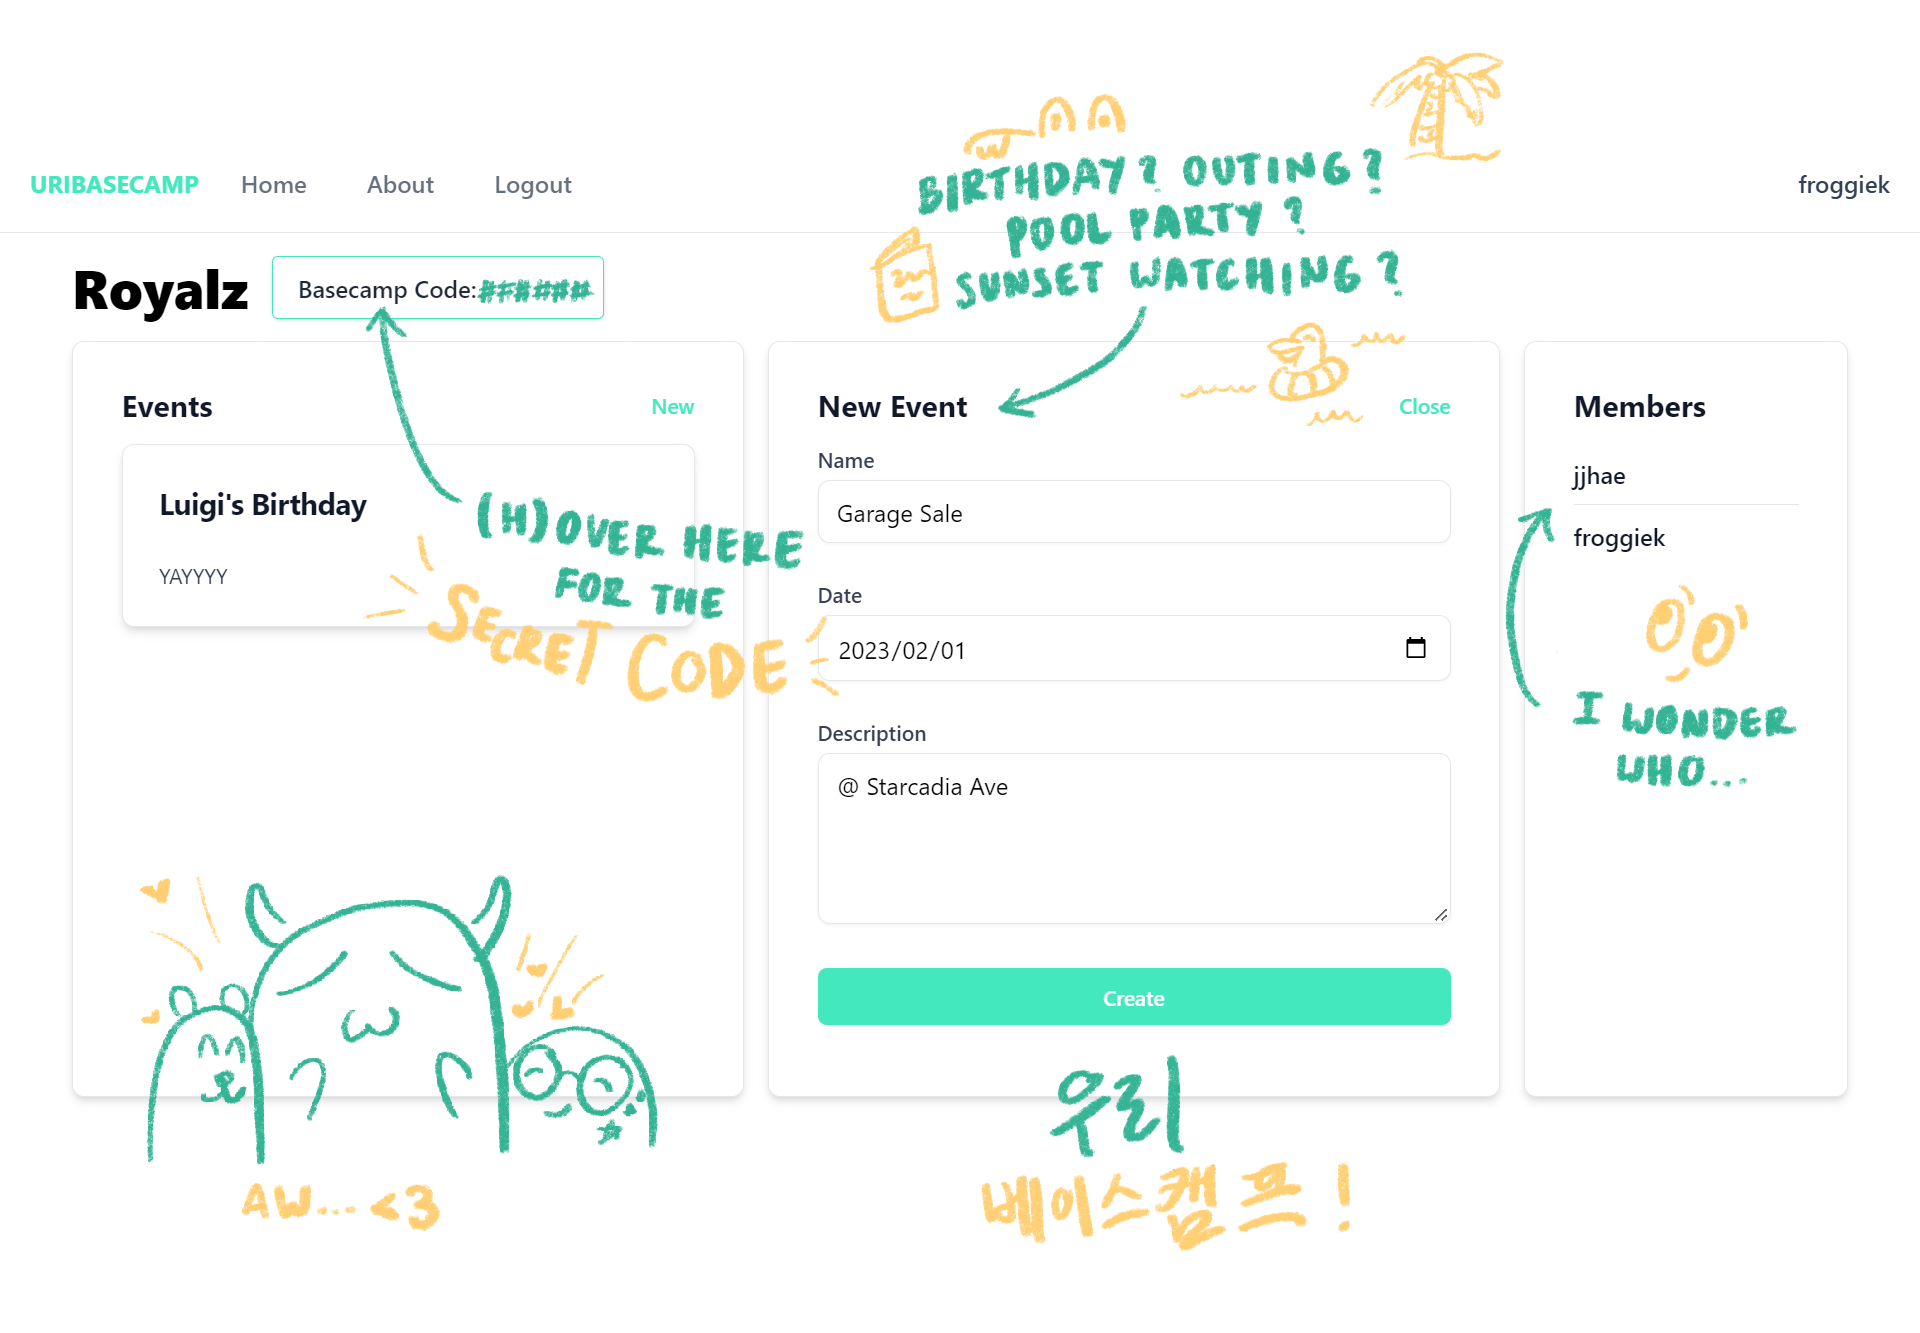 BIRTHDAY? OUTING?
POOL PARTY?
SUNSET WATCHING?
URIBASECAMP Home About Logout froggiek
Royalz
Basecamp Code:######
Events New
Luigi's Birthday
YAYYYY
(H)OVER HERE
FOR THE
SECRET CODE
New Event Close
Name
Garage Sale
Date
2023/02/01
Description
@ Starcadia Ave
Create
Members
jjhae
froggiek
I WONDER
WHO...
AW... <3
우리
베이스캠프!